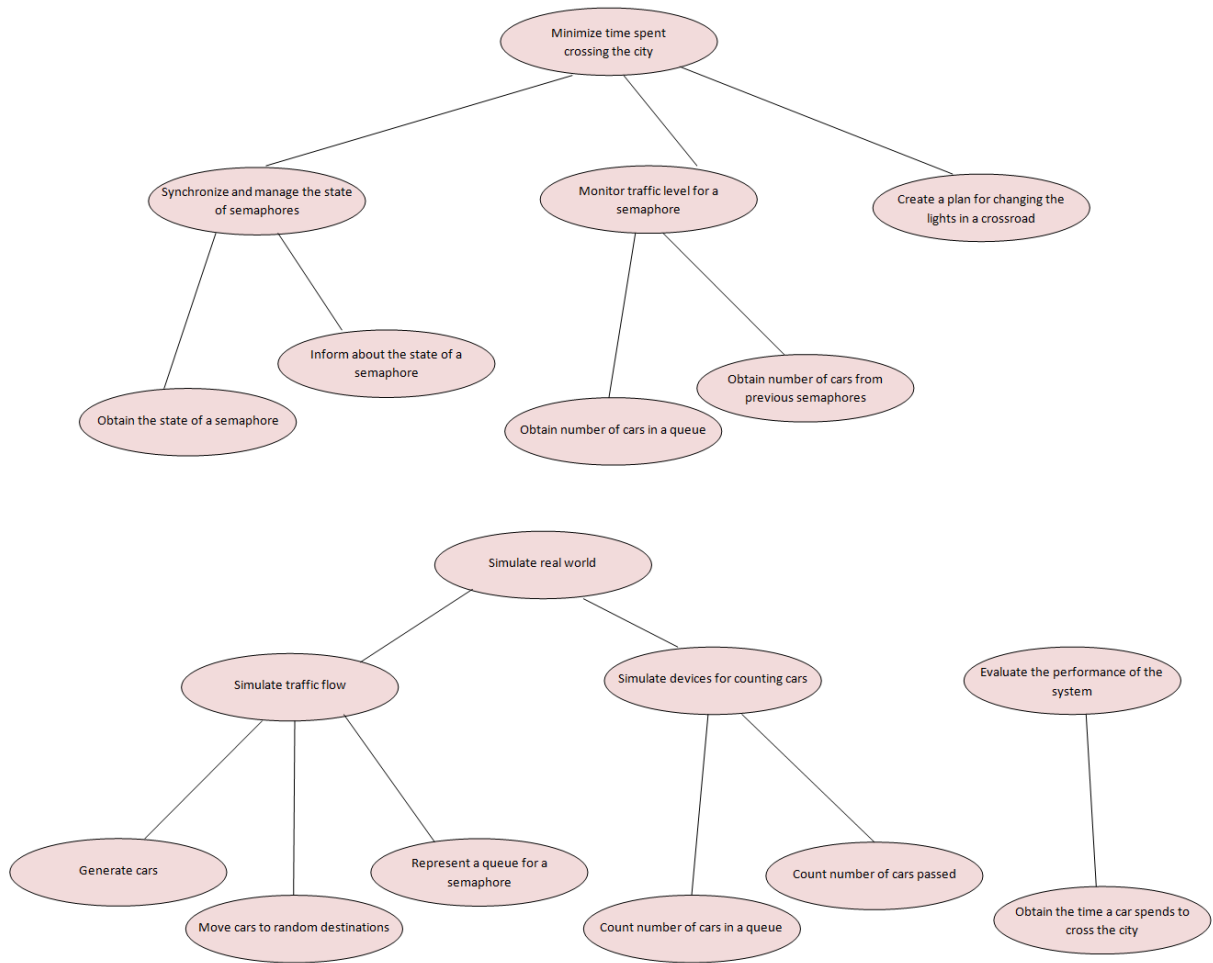 Minimize time spent
crossing the city
Synchronize and manage the state
of semaphores
Monitor traffic level for a
semaphore
Create a plan for changing the
lights in a crossroad
Inform about the state of a
semaphore
Obtain the state of a semaphore
Obtain number of cars from
previous semaphores
Obtain number of cars in a queue
Simulate real world
Simulate traffic flow
Simulate devices for counting cars
Evaluate the performance of the
system
Generate cars
Represent a queue for a
semaphore
Move cars to random destinations
Count number of cars passed
Count number of cars in a queue
Obtain the time a car spends to
cross the city